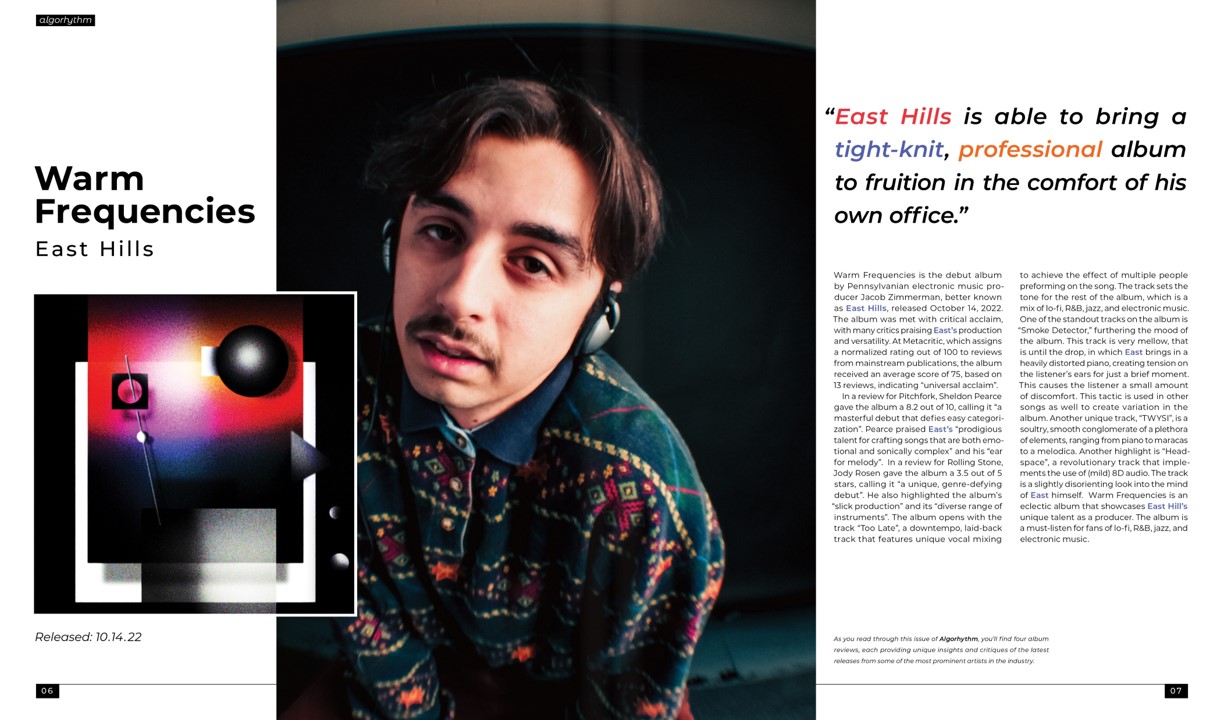 algorhythm
Warm
Frequencies
East Hills
Released: 10.14.22
06
“East Hills is able to bring a
tight-knit, professional album
to fruition in the comfort of his
own office.”
Warm Frequencies is the debut album
by Pennsylvanian electronic music pro-
ducer Jacob Zimmerman, better known
as East Hills, released October 14, 2022.
The album was met with critical acclaim,
with many critics praising East's production
and versatility. At Metacritic, which assigns
a normalized rating out of 100 to reviews
from mainstream publications, the album
received an average score of 75, based on
13 reviews, indicating “universal acclaim”.
In a review for Pitchfork, Sheldon Pearce
gave the album a 8.2 out of 10, calling it “a
masterful debut that defies easy categori-
zation”. Pearce praised East's “prodigious
talent for crafting songs that are both emo-
tional and sonically complex” and his “ear
for melody”. In a review for Rolling Stone,
Jody Rosen gave the album a 3.5 out of 5
stars, calling it “a unique, genre-defying
debut”. He also highlighted the album's
“slick production” and its “diverse range of
instruments”. The album opens with the
track “Too Late”, a downtempo, laid-back
track that features unique vocal mixing
to achieve the effect of multiple people
preforming on the song. The track sets the
tone for the rest of the album, which is a
mix of lo-fi, R&B, jazz, and electronic music.
One of the standout tracks on the album is
“Smoke Detector,” furthering the mood of
the album. This track is very mellow, that
is until the drop, in which East brings in a
heavily distorted piano, creating tension on
the listener's ears for just a brief moment.
This causes the listener a small amount
of discomfort. This tactic is used in other
songs as well to create variation in the
album. Another unique track, “TWYSI”, is a
soultry, smooth conglomerate of a plethora
of elements, ranging from piano to maracas
to a melodica. Another highlight is “Head-
space”, a revolutionary track that imple-
ments the use of (mild) 8D audio. The track
is a slightly disorienting look into the mind
of East himself. Warm Frequencies is an
eclectic album that showcases East Hill's
unique talent as a producer. The album is
a must-listen for fans of lo-fi, R&B, jazz, and
electronic music.
As you read through this issue of Algorhythm, you'll find four album
reviews, each providing unique insights and critiques of the latest
releases from some of the most prominent artists in the industry.
07